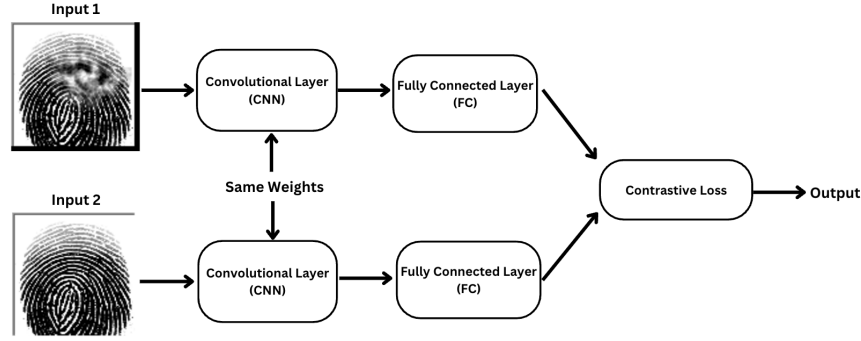 Input 1
Convolutional Layer
(CNN)
Fully Connected Layer
(FC)
Same Weights
Contrastive Loss
Output
Input 2
Convolutional Layer
(CNN)
Fully Connected Layer
(FC)